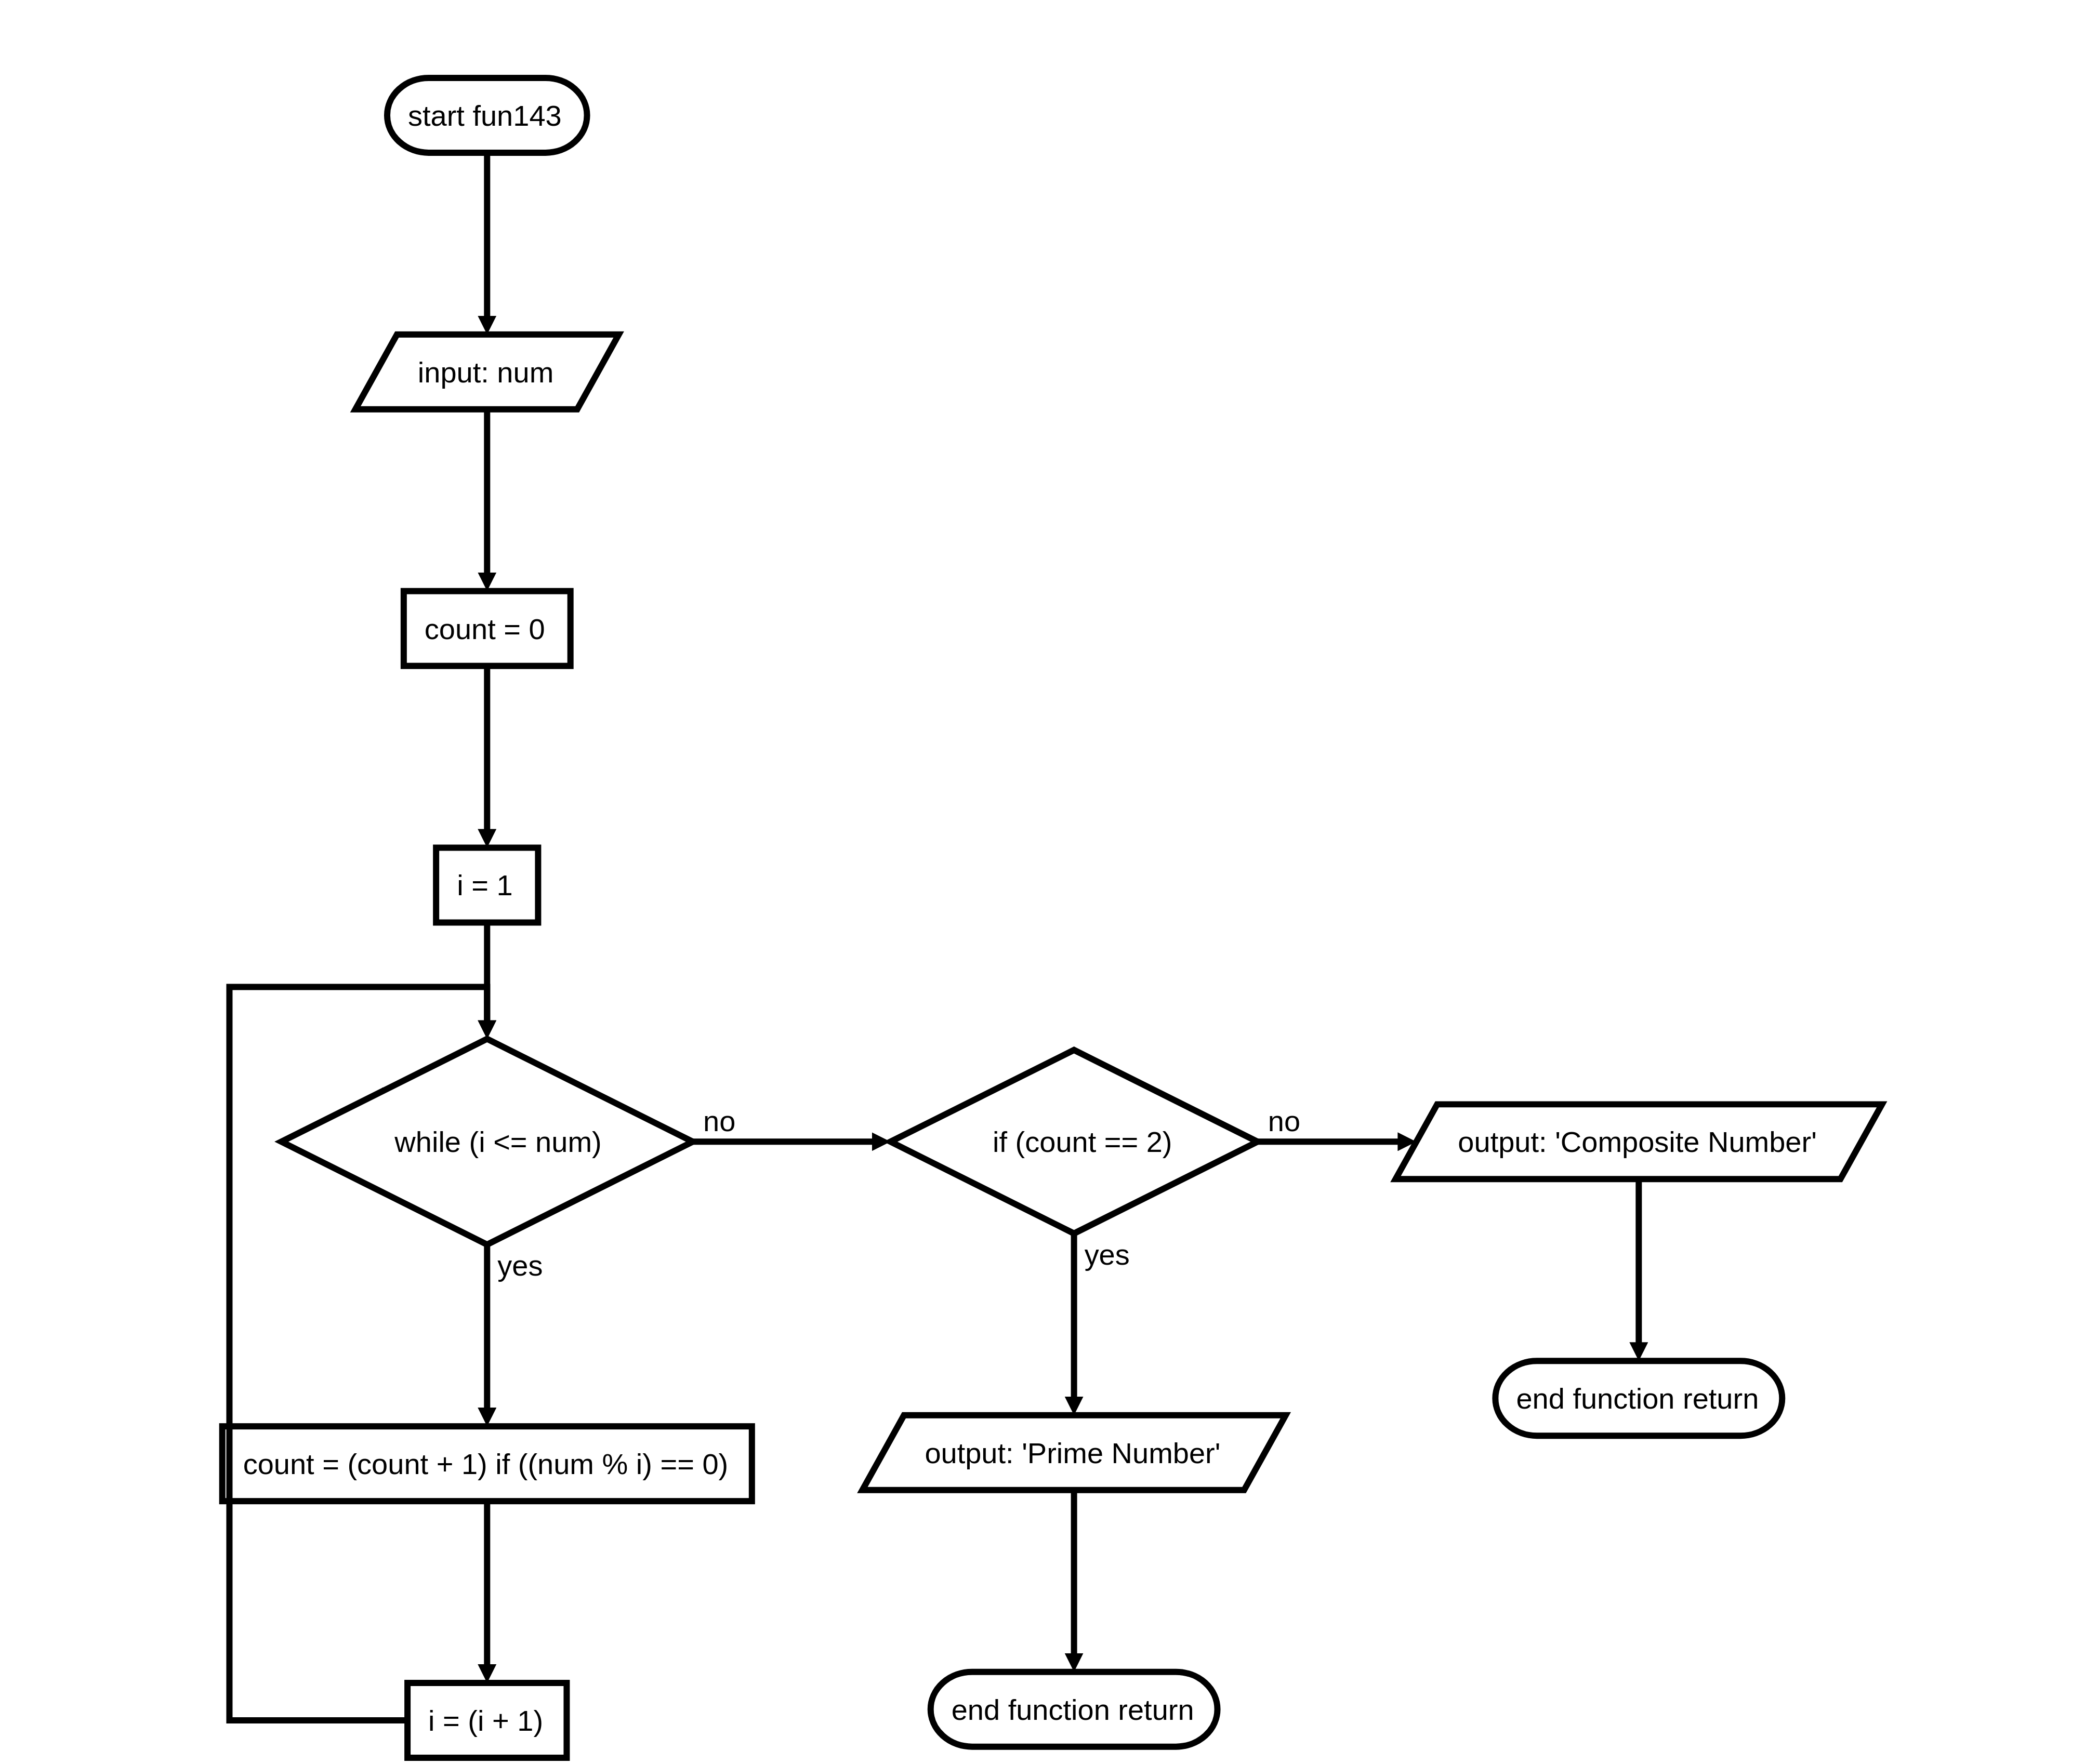 start fun143
input: num
count = 0
i = 1
while (i <= num)
no
yes
count = (count + 1) if ((num % i) == 0)
i = (i + 1)
if (count == 2)
no
yes
output: 'Prime Number'
end function return
output: 'Composite Number'
end function return